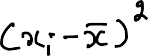 (xᵢ - x̄)²